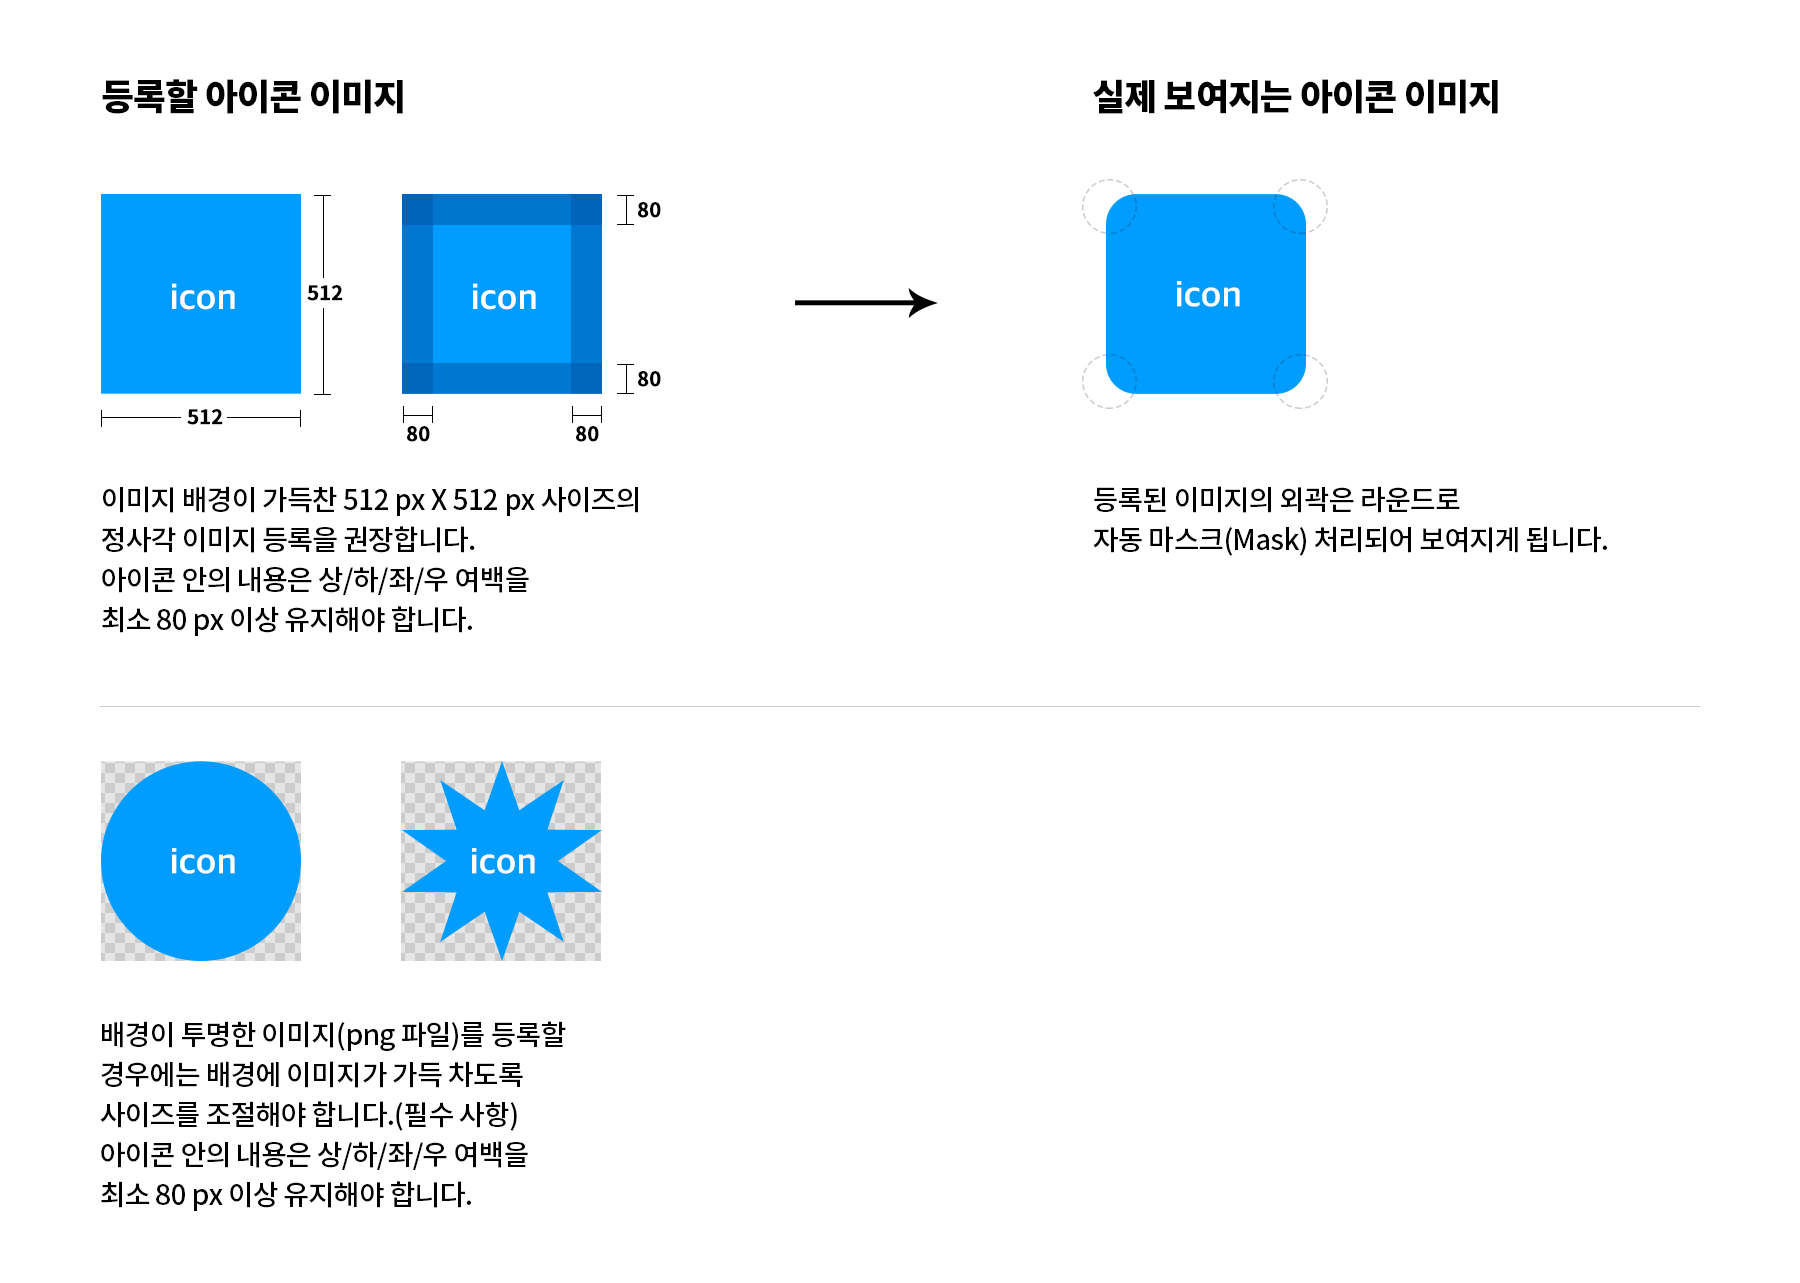 등록할 아이콘 이미지
실제 보여지는 아이콘 이미지
icon
512
512
icon
80
80
80
80
icon
이미지 배경이 가득찬 512 px X 512 px 사이즈의
정사각 이미지 등록을 권장합니다.
아이콘 안의 내용은 상/하/좌/우 여백을
최소 80 px 이상 유지해야 합니다.
등록된 이미지의 외곽은 라운드로
자동 마스크(Mask) 처리되어 보여지게 됩니다.
icon
icon
배경이 투명한 이미지(png 파일)를 등록할
경우에는 배경에 이미지가 가득 차도록
사이즈를 조절해야 합니다.(필수 사항)
아이콘 안의 내용은 상/하/좌/우 여백을
최소 80 px 이상 유지해야 합니다.